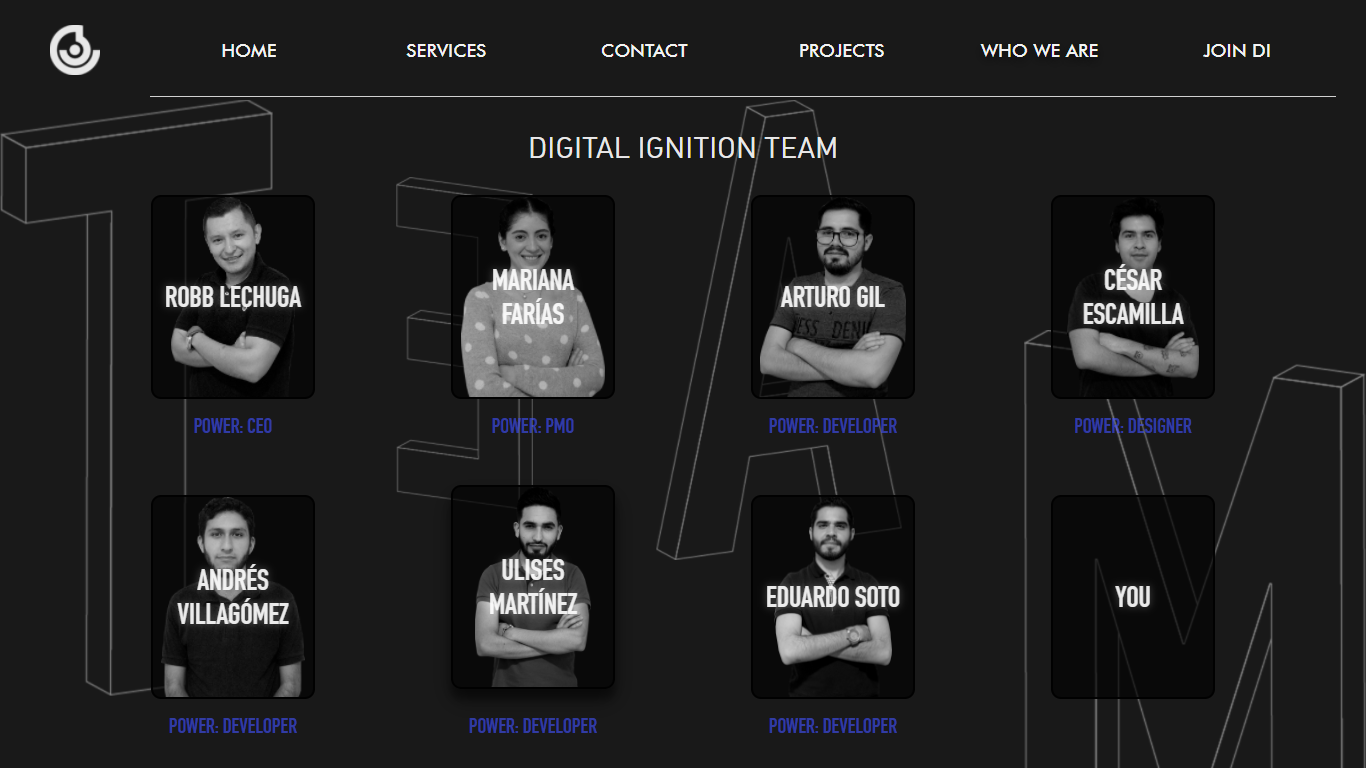 HOME SERVICES CONTACT PROJECTS WHO WE ARE JOIN DI
TEAM
DIGITAL IGNITION TEAM
ROBB LECHUGA
POWER: CEO
MARIANA
FARÍAS
POWER: PMO
ARTURO GIL
POWER: DEVELOPER
CÉSAR
ESCAMILLA
POWER: DESIGNER
ANDRÉS
VILLAGÓMEZ
POWER: DEVELOPER
ULISES
MARTÍNEZ
POWER: DEVELOPER
EDUARDO SOTO
POWER: DEVELOPER
YOU